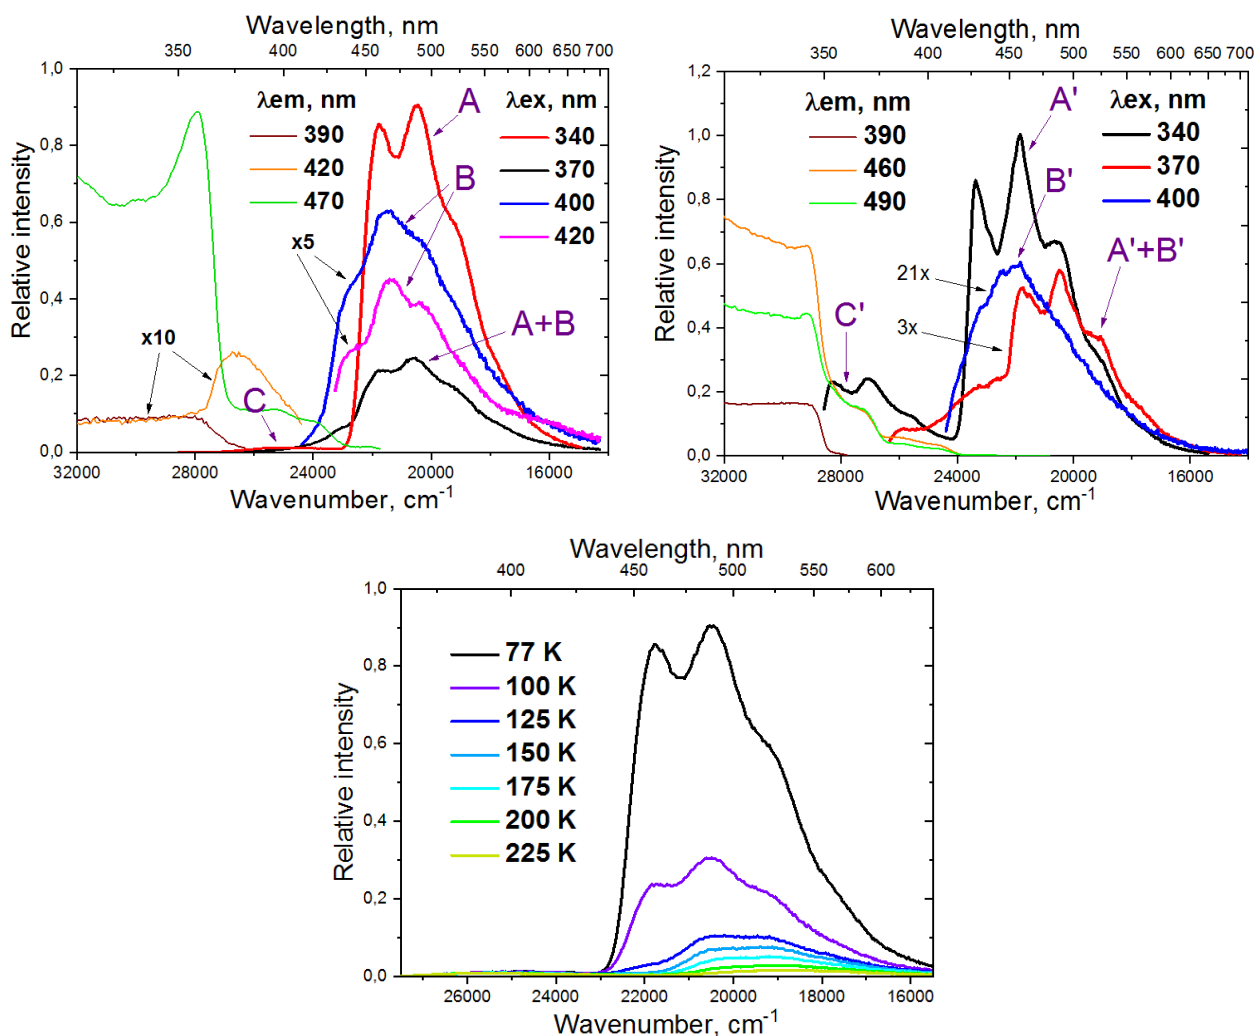 Wavelength, nm
350 400 450 500 550 600 650 700
1,0
0,8
0,6
0,4
0,2
0,0
Relative intensity
λem, nm
390
420
470
λex, nm
340
370
400
420
A
B
A+B
C
x5
x10
32000 28000 24000 20000 16000
Wavenumber, cm-1
Wavelength, nm
350 400 450 500 550 600 650 700
1,2
1,0
0,8
0,6
0,4
0,2
0,0
Relative intensity
λem, nm
390
460
490
λex, nm
340
370
400
A'
B'
A'+B'
C'
21x
3x
32000 28000 24000 20000 16000
Wavenumber, cm-1
Wavelength, nm
400 450 500 550 600
1,0
0,8
0,6
0,4
0,2
0,0
Relative intensity
77 K
100 K
125 K
150 K
175 K
200 K
225 K
26000 24000 22000 20000 18000 16000
Wavenumber, cm-1